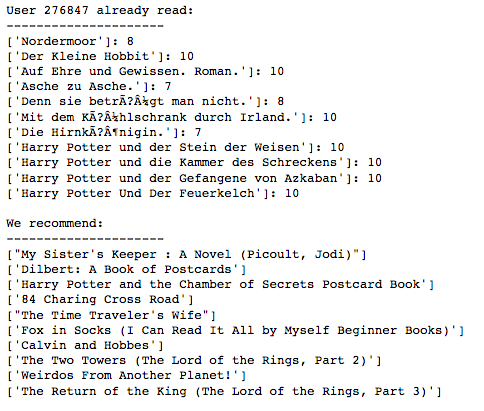 User 276847 already read:
---------------------
['Nordermoor']: 8
['Der Kleine Hobbit']: 10
['Auf Ehre und Gewissen. Roman.']: 10
['Asche zu Asche.']: 7
['Denn sie betrÃ?Â¼gt man nicht.']: 8
['Mit dem KÃ?Â¼hlschrank durch Irland.']: 10
['Die HirnkÃ?Â¶nigin.']: 7
['Harry Potter und der Stein der Weisen']: 10
['Harry Potter und die Kammer des Schreckens']: 10
['Harry Potter und der Gefangene von Azkaban']: 10
['Harry Potter Und Der Feuerkelch']: 10

We recommend:
---------------------
["My Sister's Keeper : A Novel (Picoult, Jodi)"]
['Dilbert: A Book of Postcards']
['Harry Potter and the Chamber of Secrets Postcard Book']
['84 Charing Cross Road']
["The Time Traveler's Wife"]
['Fox in Socks (I Can Read It All by Myself Beginner Books)']
['Calvin and Hobbes']
['The Two Towers (The Lord of the Rings, Part 2)']
['Weirdos From Another Planet!']
['The Return of the King (The Lord of the Rings, Part 3)']